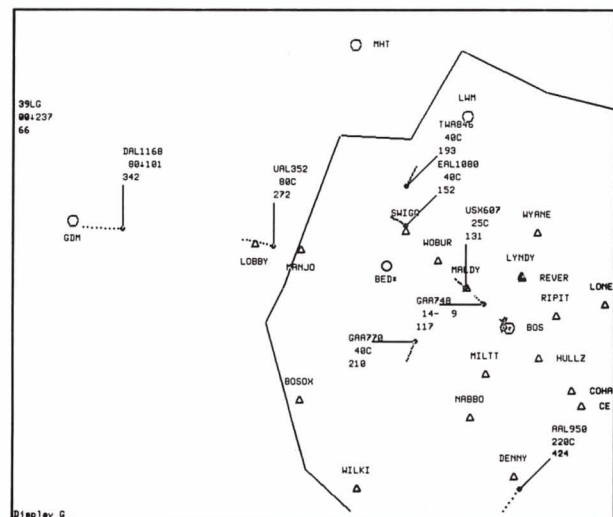 MHT
39LG
00↓237
66
LWM
TWA846
40C
193
DAL1168
80↓101
342
EAL1080
40C
152
UAL352
80C
272
USX607
25C
131
SWIGG
WYANE
GDM
WOBUR
LOBBY
MANJO
BED*
MALDY
LYNDY
REVER
LONE
GAA748
14- 9
117
RIPIT
BOS
GAA770
40C
210
MILTT
HULLZ
BOSOX
COHA
CE
NABBO
AAL950
220C
424
DENNY
WILKI
Display G